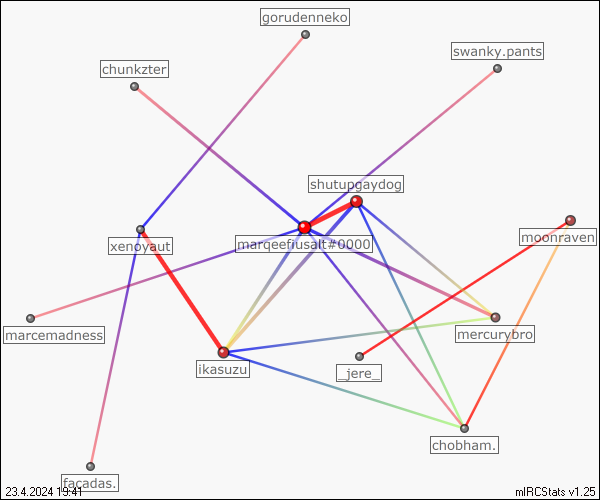 gorudenneko
swanky.pants
chunkzter
shutupgaydog
moonraven
marqeefiusalt#0000
xenoyaut
marcemadness
mercurybro
ikasuzu
_jere_
chobham.
facadas.
23.4.2024 19:41
mIRCStats v1.25